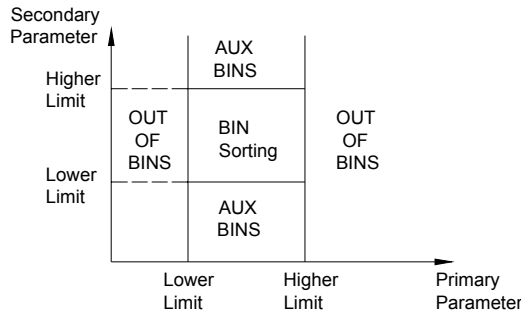 Secondary
Parameter
AUX
BINS
Higher
Limit
OUT
OF
BINS
BIN
Sorting
OUT
OF
BINS
Lower
Limit
AUX
BINS
Lower
Limit
Higher
Limit
Primary
Parameter